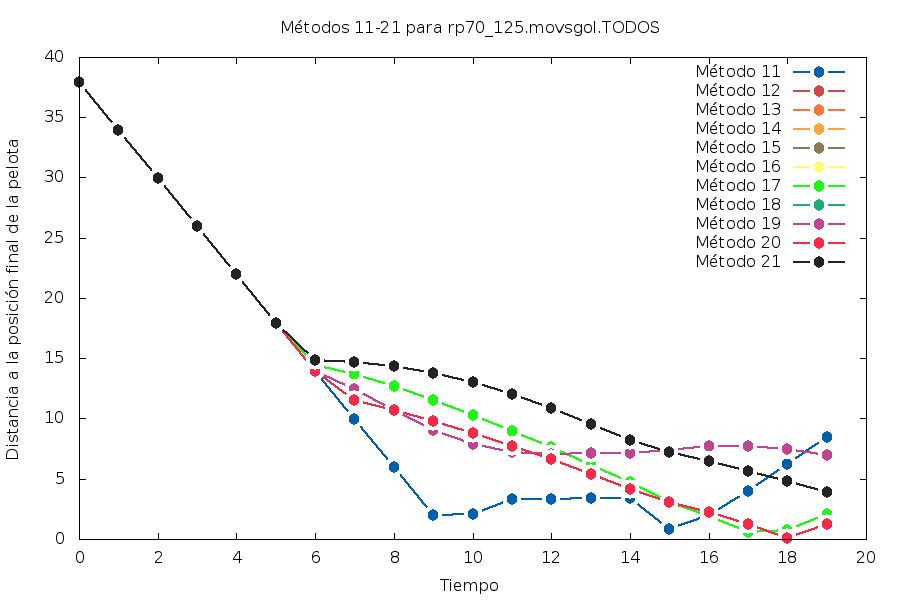 Métodos 11-21 para rp70_125.movsgol.TODOS
Distancia a la posición final de la pelota
40
35
30
25
20
15
10
5
0
Método 11
Método 12
Método 13
Método 14
Método 15
Método 16
Método 17
Método 18
Método 19
Método 20
Método 21
0 2 4 6 8 10 12 14 16 18 20
Tiempo